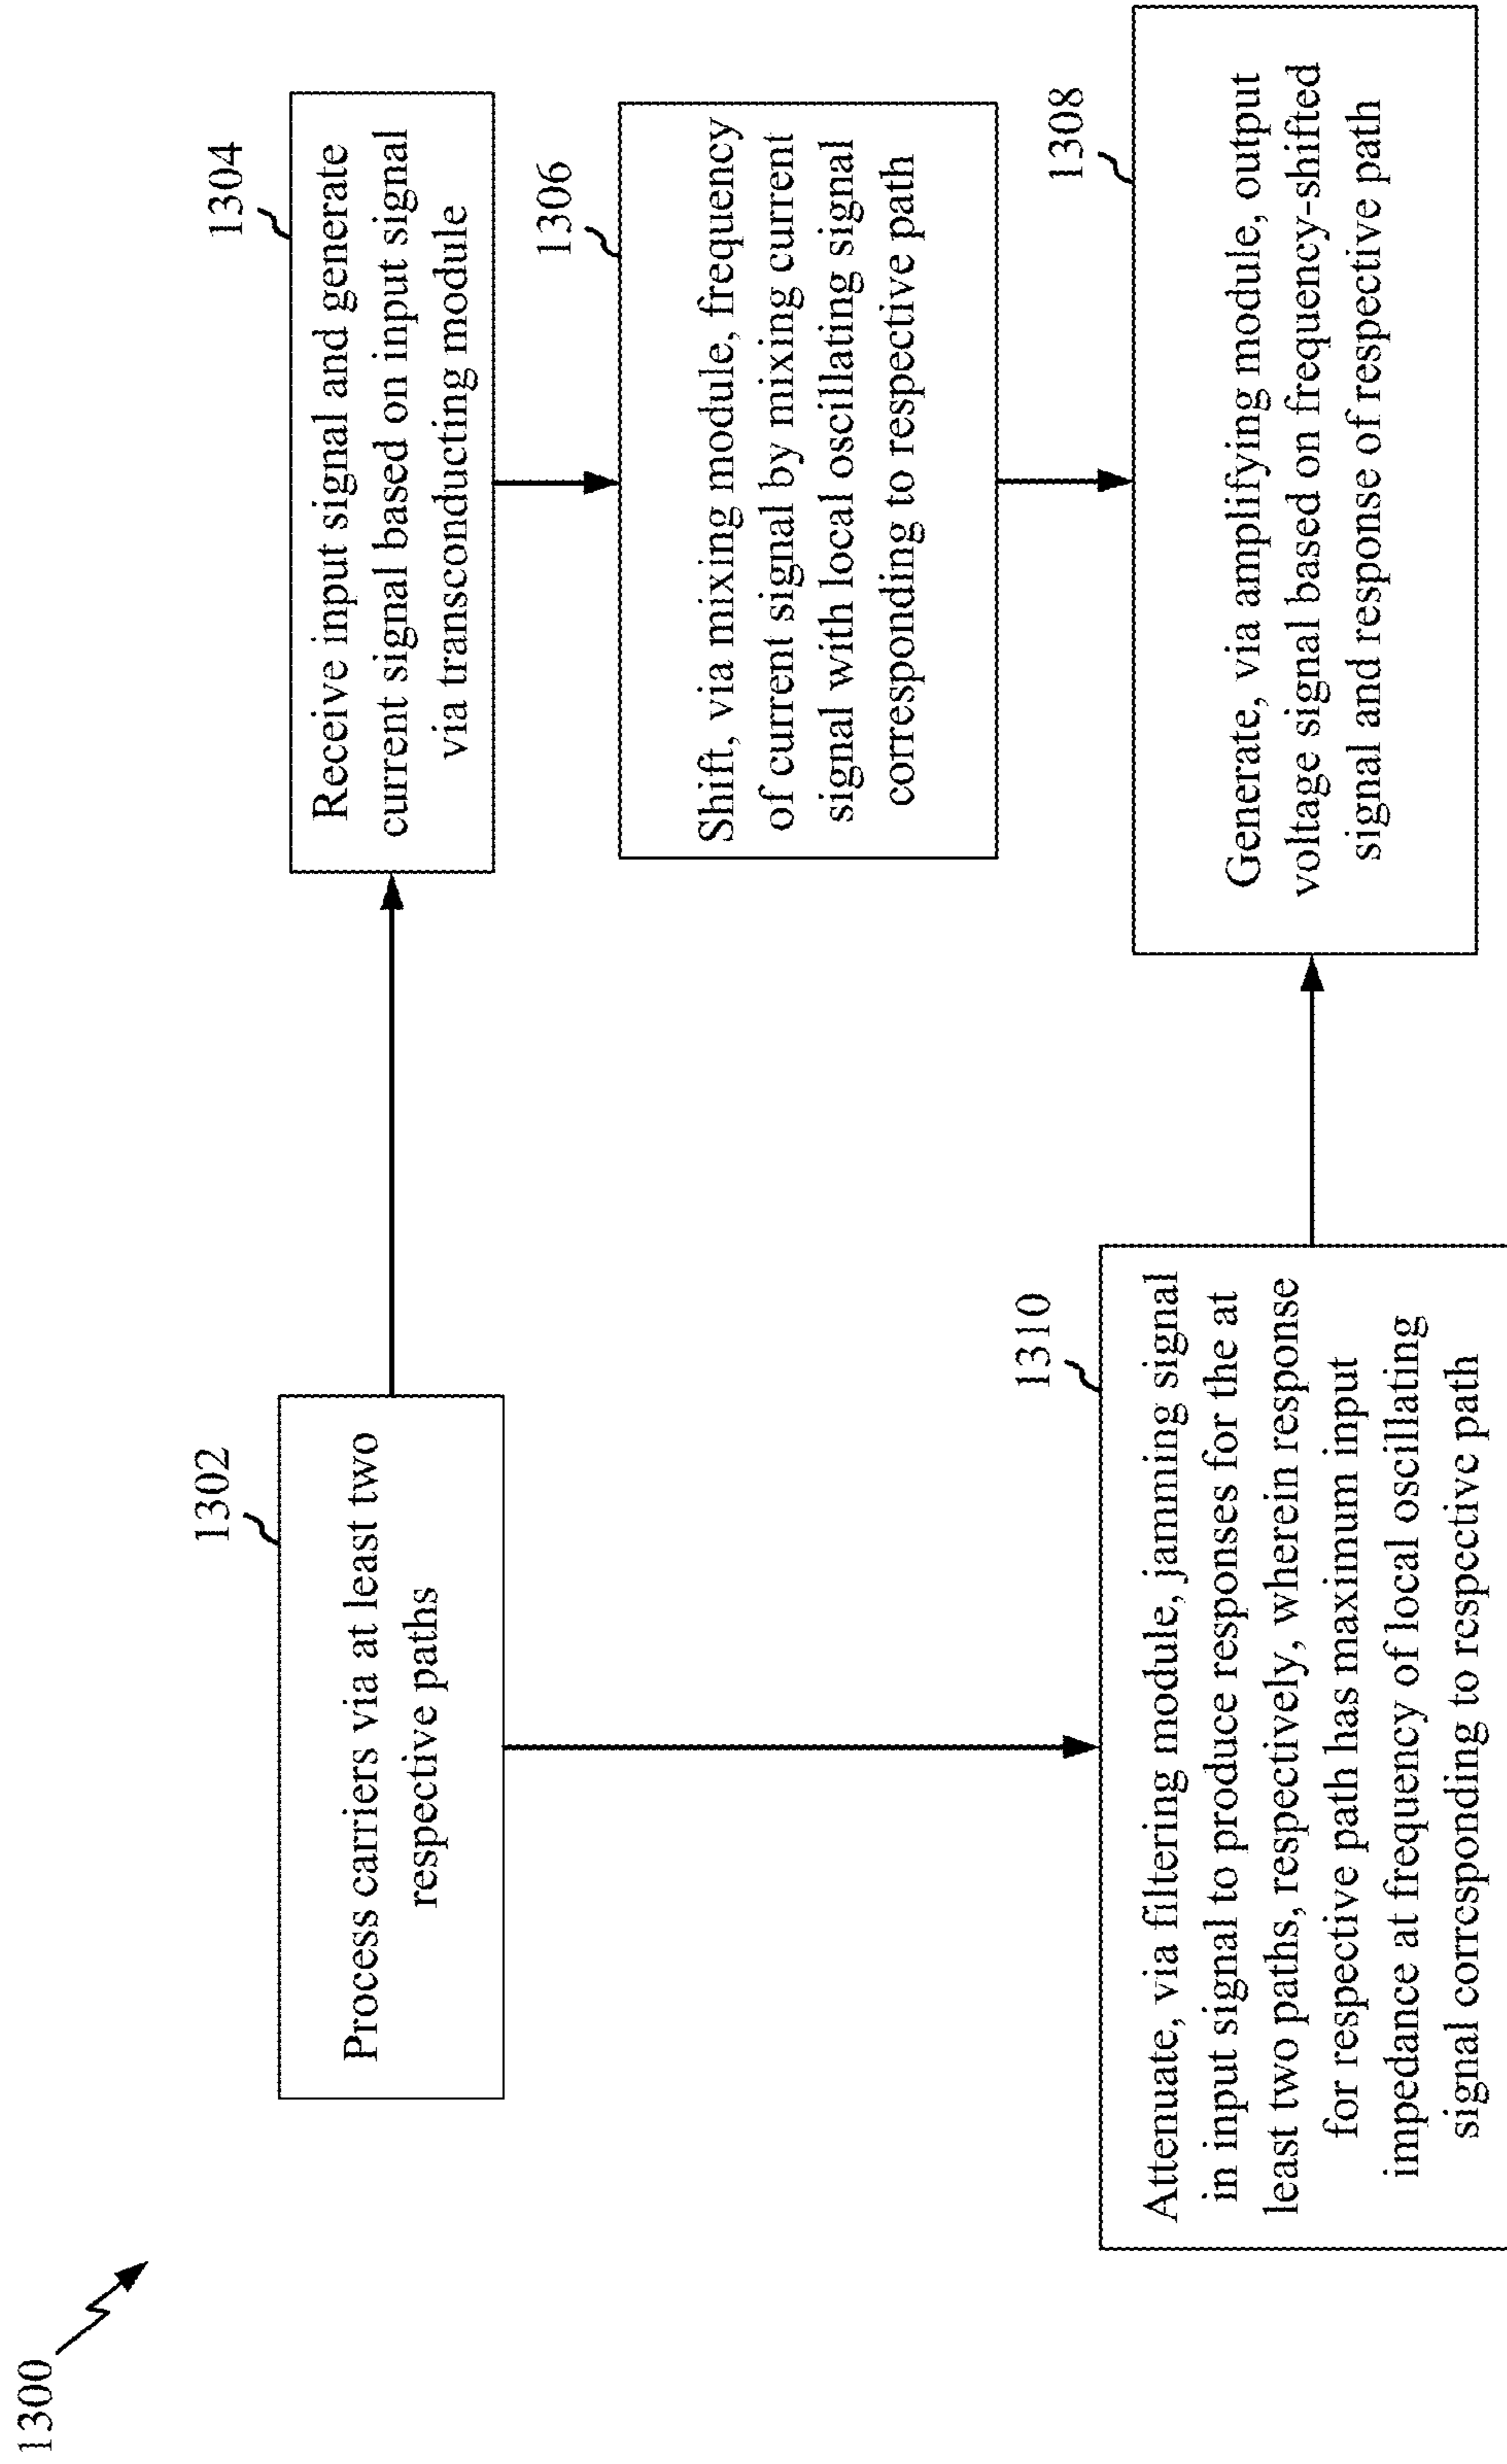 1300
1302
Process carriers via at least two
respective paths
1304
Receive input signal and generate
current signal based on input signal
via transconducting module
1306
Shift, via mixing module, frequency
of current signal by mixing current
signal with local oscillating signal
corresponding to respective path
1308
Generate, via amplifying module, output
voltage signal based on frequency-shifted
signal and response of respective path
1310
Attenuate, via filtering module, jamming signal
in input signal to produce responses for the at
least two paths, respectively, wherein response
for respective path has maximum input
impedance at frequency of local oscillating
signal corresponding to respective path